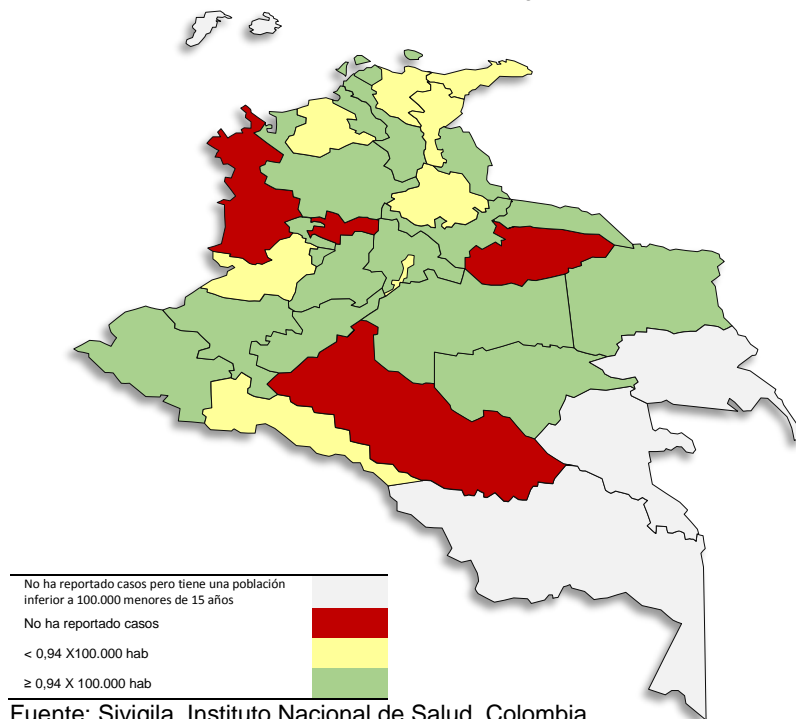 No ha reportado casos pero tiene una población
inferior a 100.000 menores de 15 años
No ha reportado casos
< 0,94 X100.000 hab
≥ 0,94 X 100.000 hab
Fuente: Sivigila, Instituto Nacional de Salud, Colombia